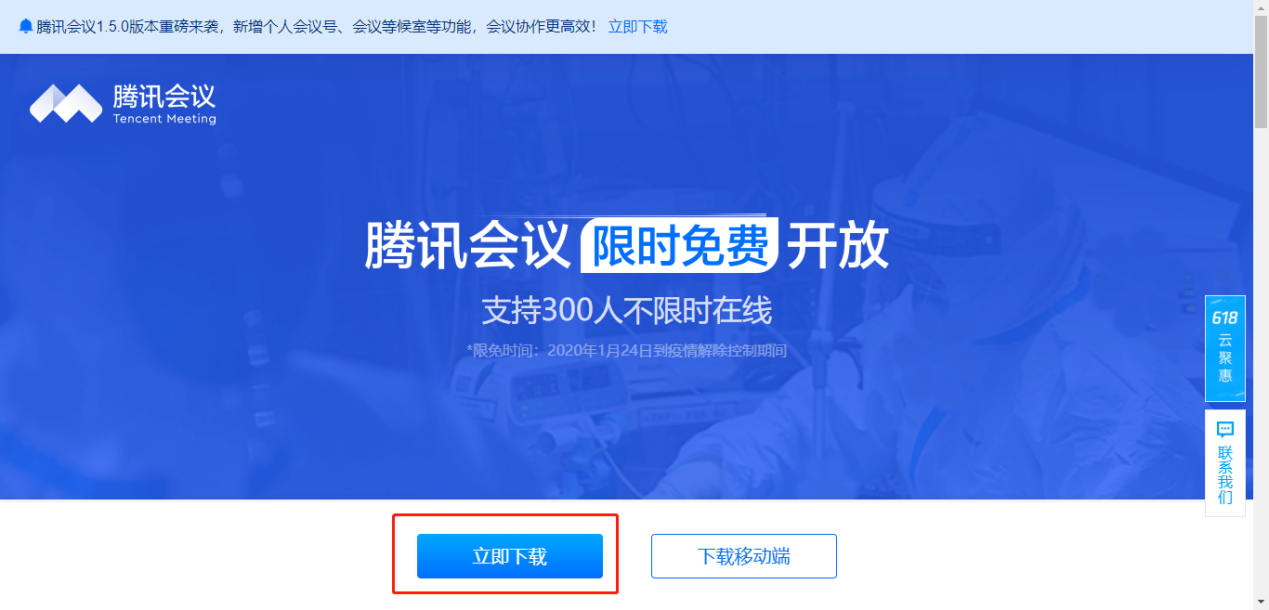 腾讯会议1.5.0版本重磅来袭，新增个人会议号、会议等候室等功能，会议协作更高效！ 立即下载
腾讯会议
Tencent Meeting
腾讯会议 限时免费 开放
支持300人不限时在线
*限免时间：2020年1月24日到疫情解除控制期间
618
云
聚
惠
联
系
我
们
立即下载
下载移动端